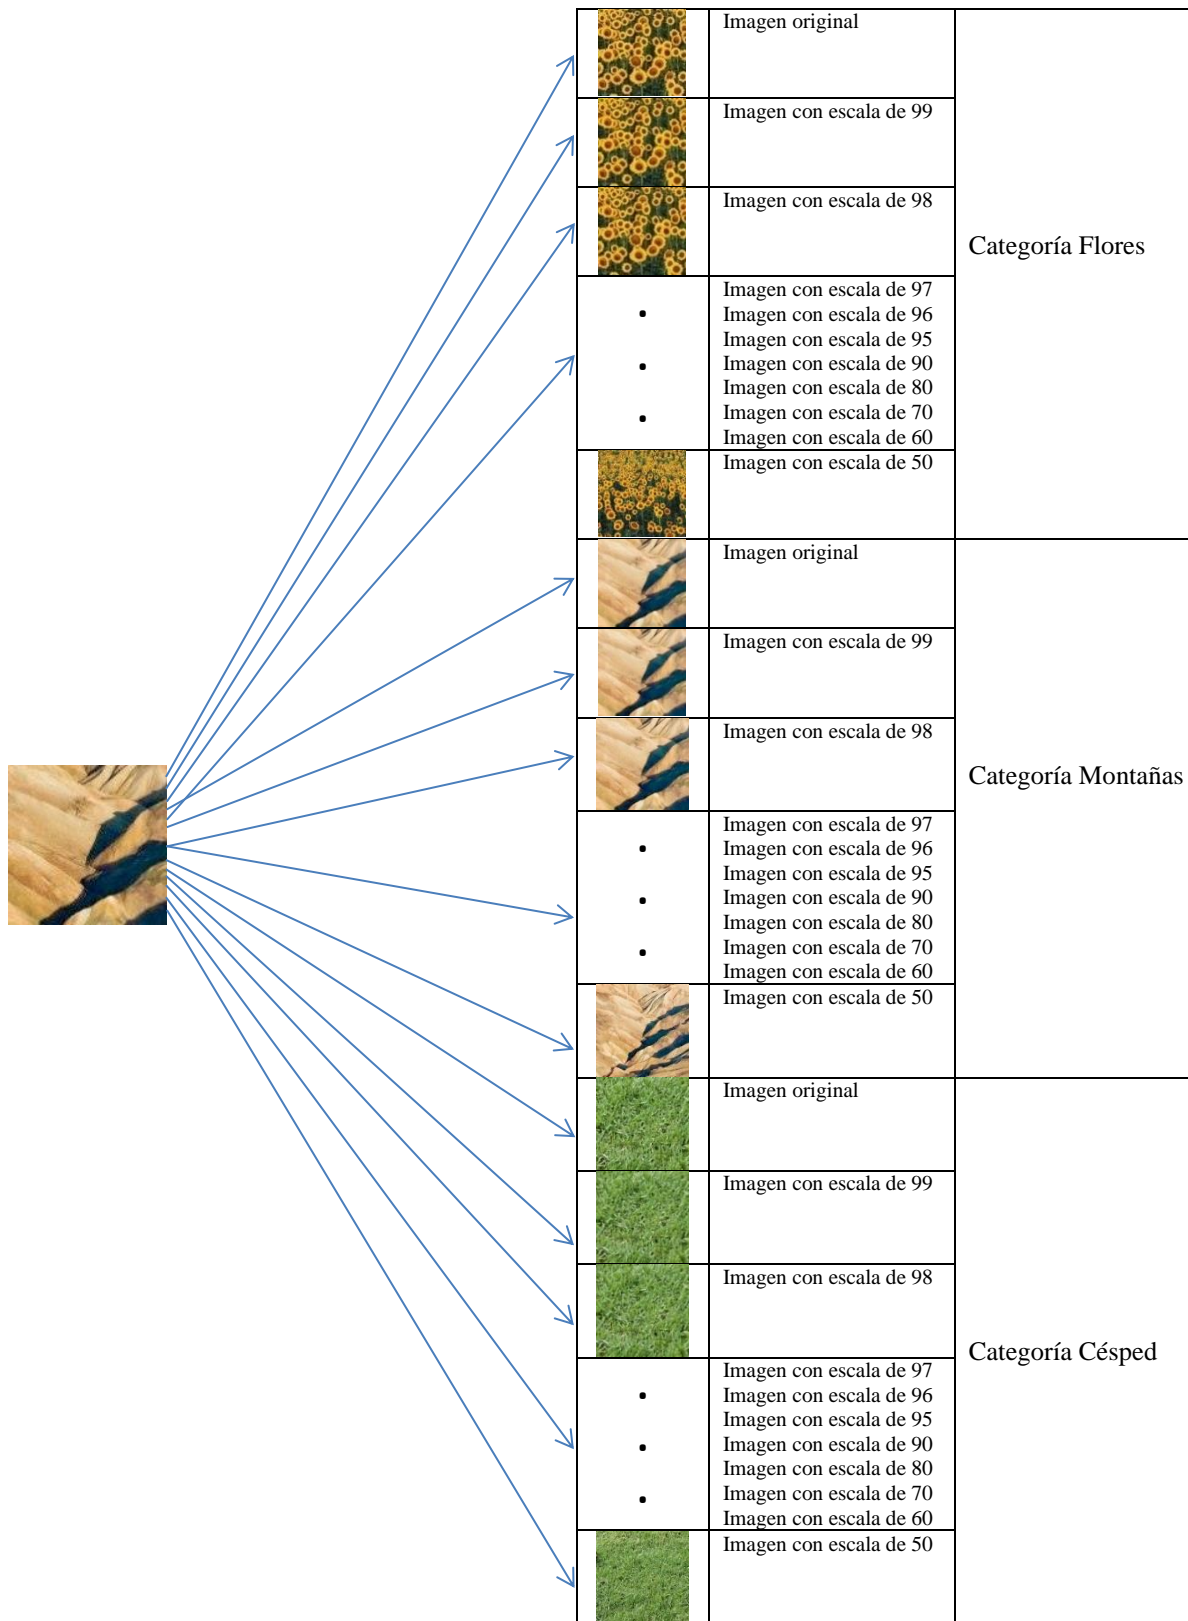 Imagen original
Imagen con escala de 99
Imagen con escala de 98
Imagen con escala de 97
Imagen con escala de 96
Imagen con escala de 95
Imagen con escala de 90
Imagen con escala de 80
Imagen con escala de 70
Imagen con escala de 60
Imagen con escala de 50
Categoría Flores
Imagen original
Imagen con escala de 99
Imagen con escala de 98
Imagen con escala de 97
Imagen con escala de 96
Imagen con escala de 95
Imagen con escala de 90
Imagen con escala de 80
Imagen con escala de 70
Imagen con escala de 60
Imagen con escala de 50
Categoría Montañas
Imagen original
Imagen con escala de 99
Imagen con escala de 98
Imagen con escala de 97
Imagen con escala de 96
Imagen con escala de 95
Imagen con escala de 90
Imagen con escala de 80
Imagen con escala de 70
Imagen con escala de 60
Imagen con escala de 50
Categoría Césped